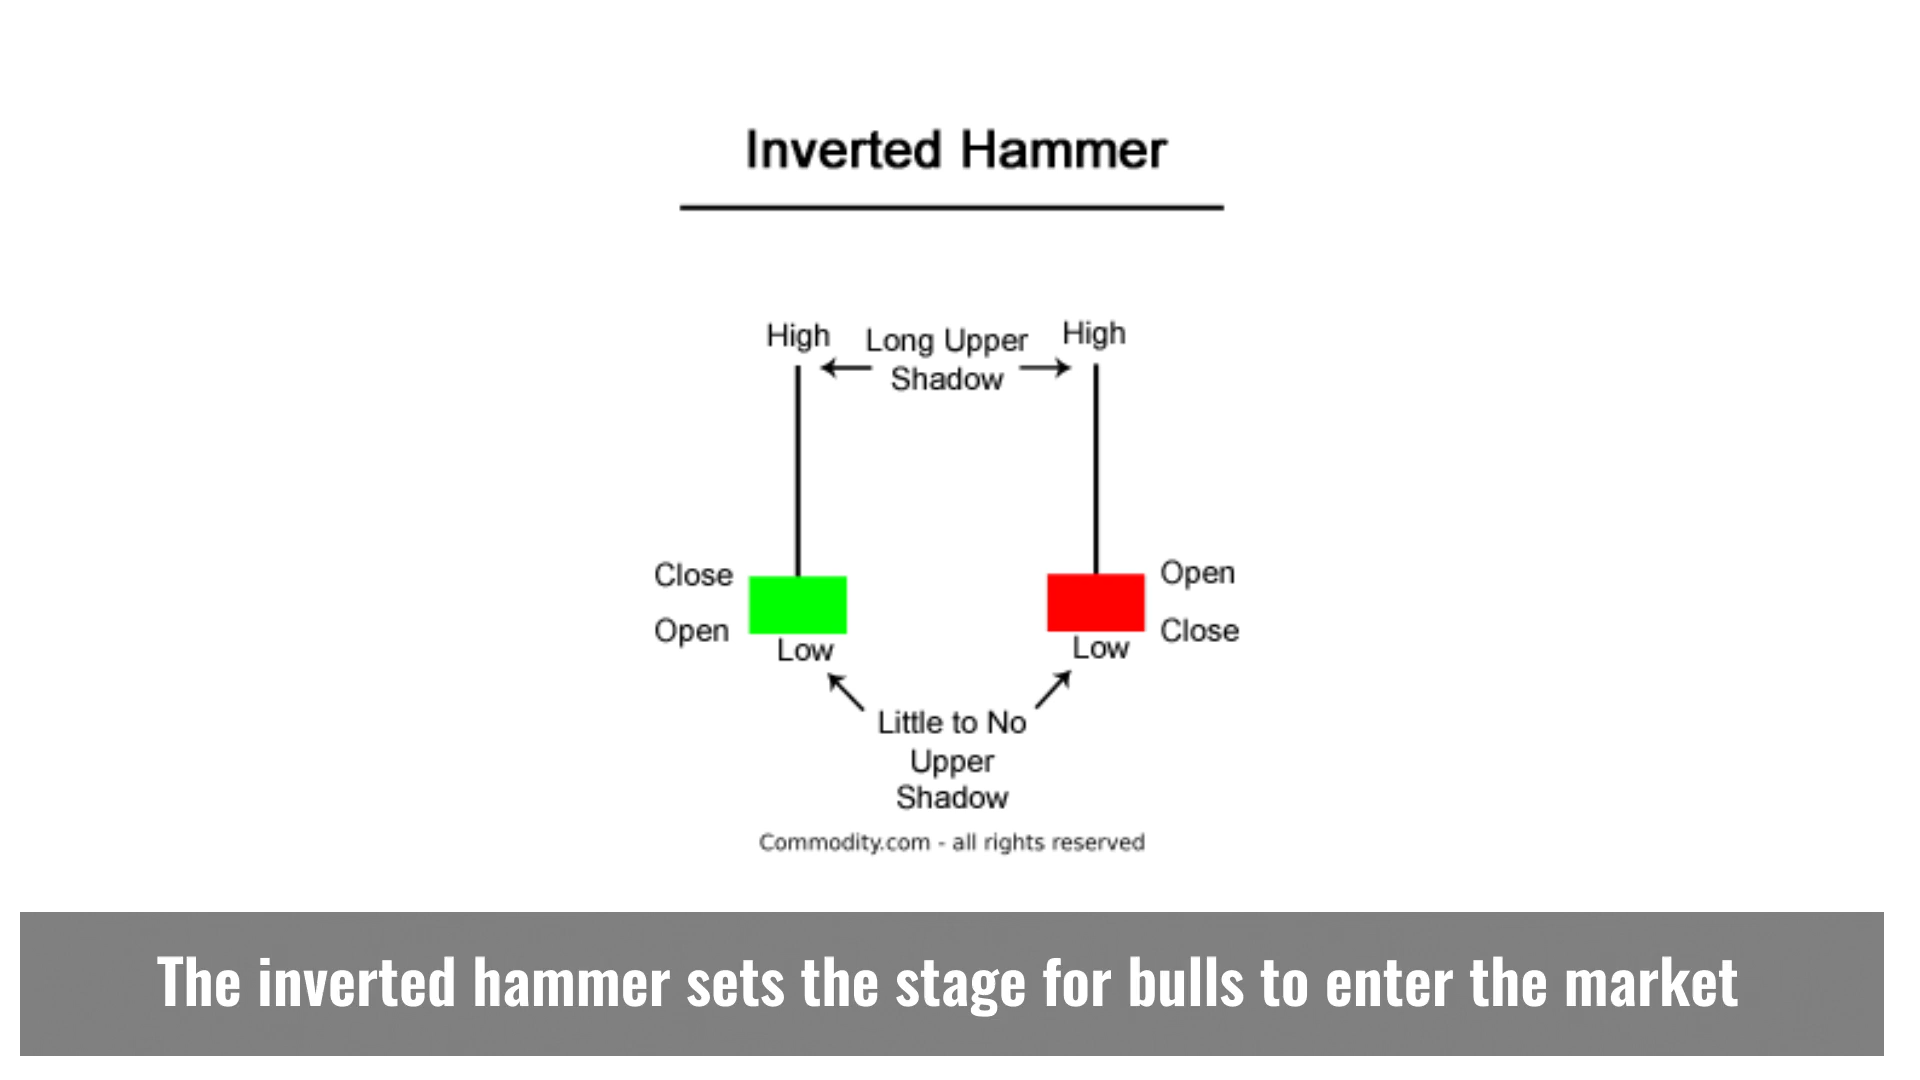 Inverted Hammer
High
Long Upper
Shadow
High
Close
Open
Low
Open
Close
Low
Little to No
Upper
Shadow
Commodity.com - all rights reserved
The inverted hammer sets the stage for bulls to enter the market